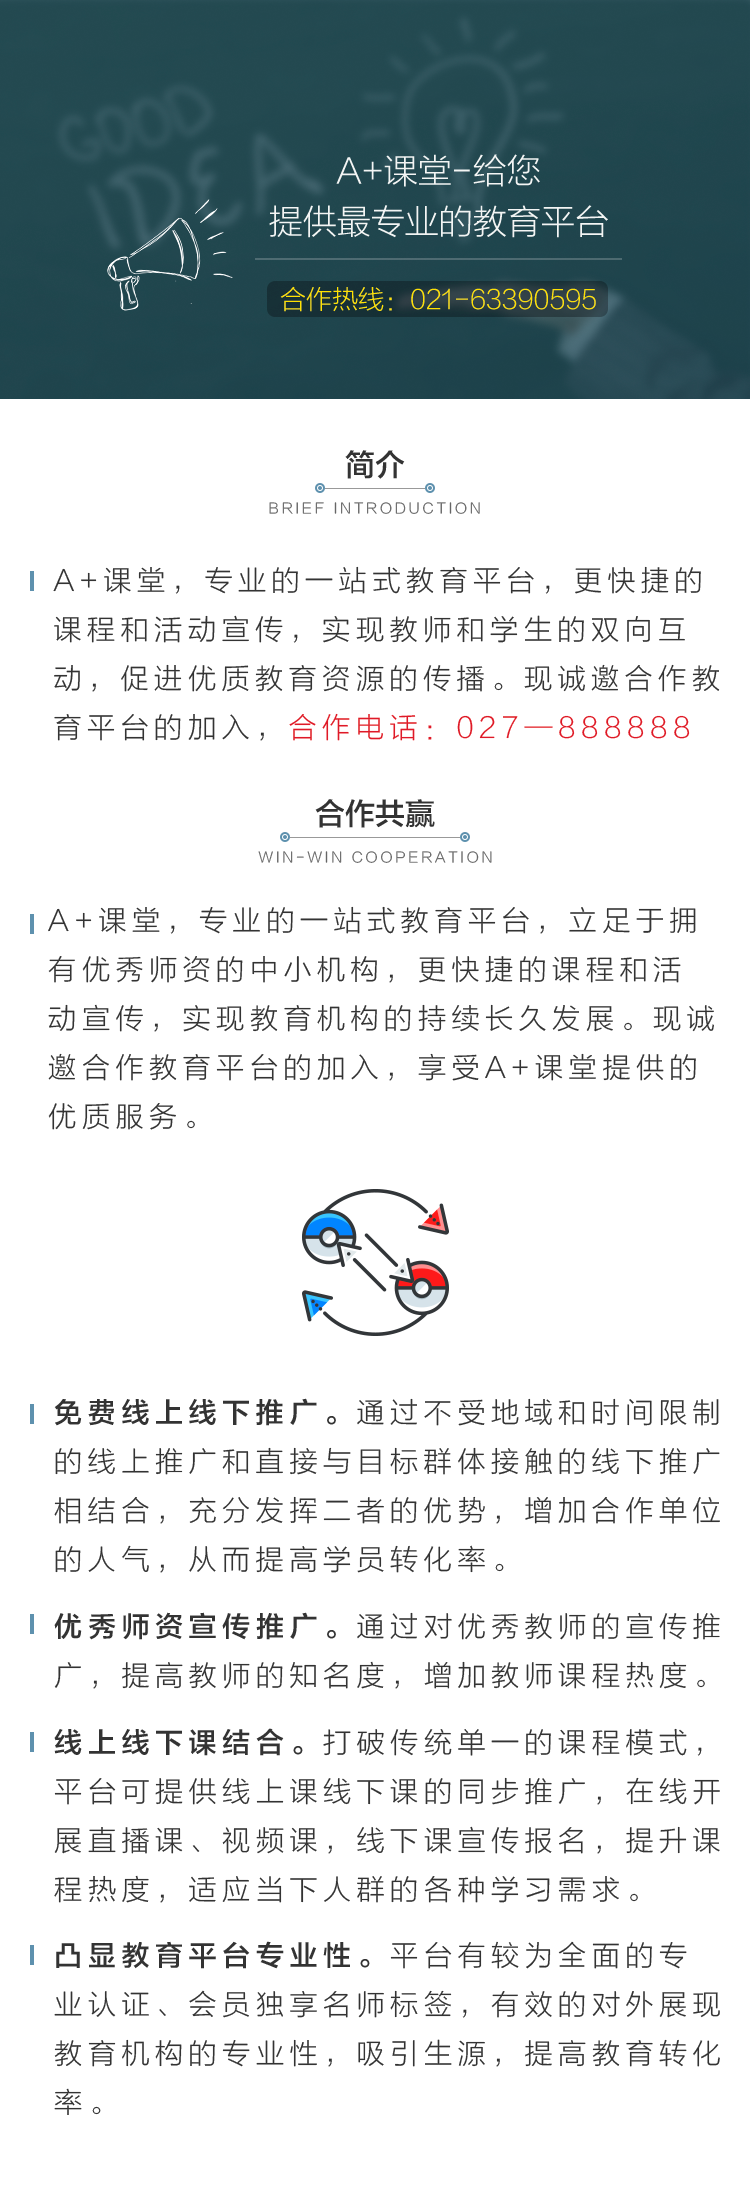 GOOD
IDEA
A+课堂-给您
提供最专业的教育平台
合作热线：021-63390595
简介
BRIEF INTRODUCTION
A+课堂，专业的一站式教育平台，更快捷的
课程和活动宣传，实现教师和学生的双向互
动，促进优质教育资源的传播。现诚邀合作教
育平台的加入，合作电话：027—888888
合作共赢
WIN-WIN COOPERATION
A+课堂，专业的一站式教育平台，立足于拥
有优秀师资的中小机构，更快捷的课程和活
动宣传，实现教育机构的持续长久发展。现诚
邀合作教育平台的加入，享受A+课堂提供的
优质服务。
免费线上线下推广。通过不受地域和时间限制
的线上推广和直接与目标群体接触的线下推广
相结合，充分发挥二者的优势，增加合作单位
的人气，从而提高学员转化率。
优秀师资宣传推广。通过对优秀教师的宣传推
广，提高教师的知名度，增加教师课程热度。
线上线下课结合。打破传统单一的课程模式，
平台可提供线上课线下课的同步推广，在线开
展直播课、视频课，线下课宣传报名，提升课
程热度，适应当下人群的各种学习需求。
凸显教育平台专业性。平台有较为全面的专
业认证、会员独享名师标签，有效的对外展现
教育机构的专业性，吸引生源，提高教育转化
率。